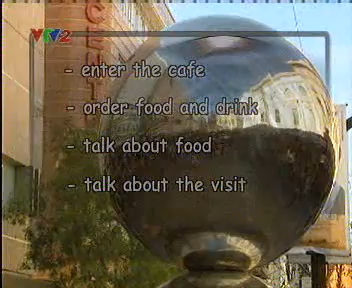 VTV2
- enter the cafe
- order food and drink
- talk about food
- talk about the visit